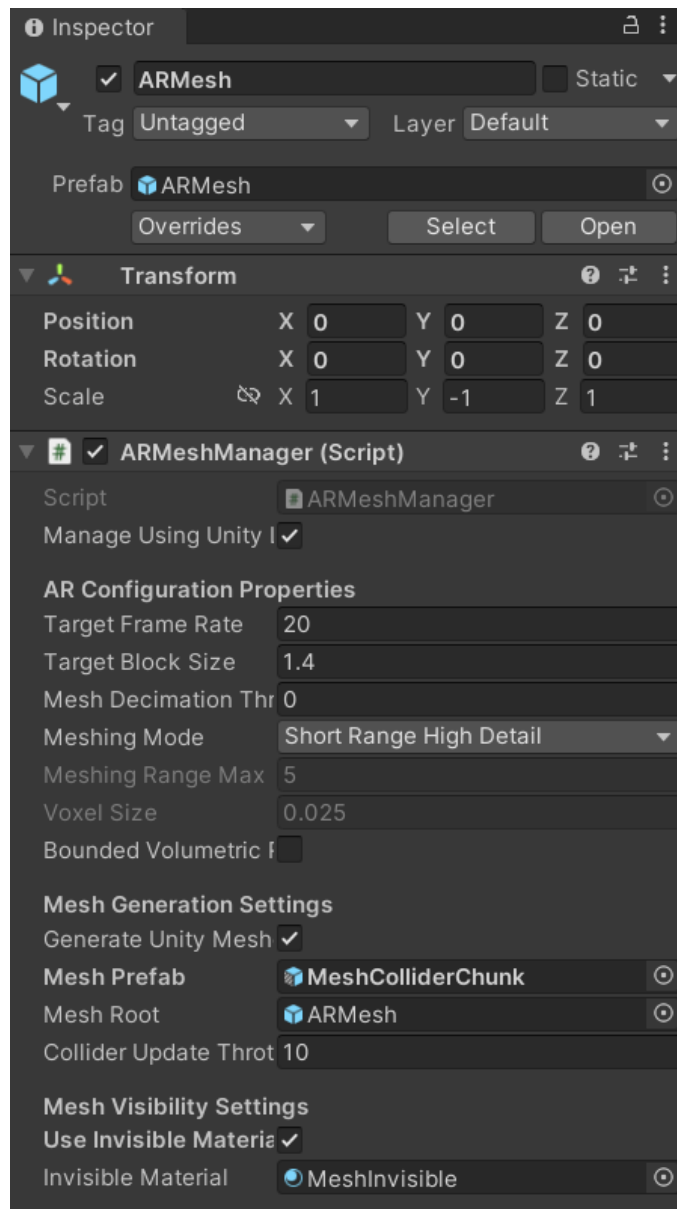 Inspector
ARMesh Static
Tag Untagged Layer Default
Prefab ARMesh
Overrides Select Open
Transform
Position X 0 Y 0 Z 0
Rotation X 0 Y 0 Z 0
Scale X 1 Y -1 Z 1
# ARMeshManager (Script)
Script # ARMeshManager
Manage Using Unity l
AR Configuration Properties
Target Frame Rate 20
Target Block Size 1.4
Mesh Decimation Thr 0
Meshing Mode Short Range High Detail
Meshing Range Max 5
Voxel Size 0.025
Bounded Volumetric F
Mesh Generation Settings
Generate Unity Mesh
Mesh Prefab MeshColliderChunk
Mesh Root ARMesh
Collider Update Throt 10
Mesh Visibility Settings
Use Invisible Materia
Invisible Material MeshInvisible